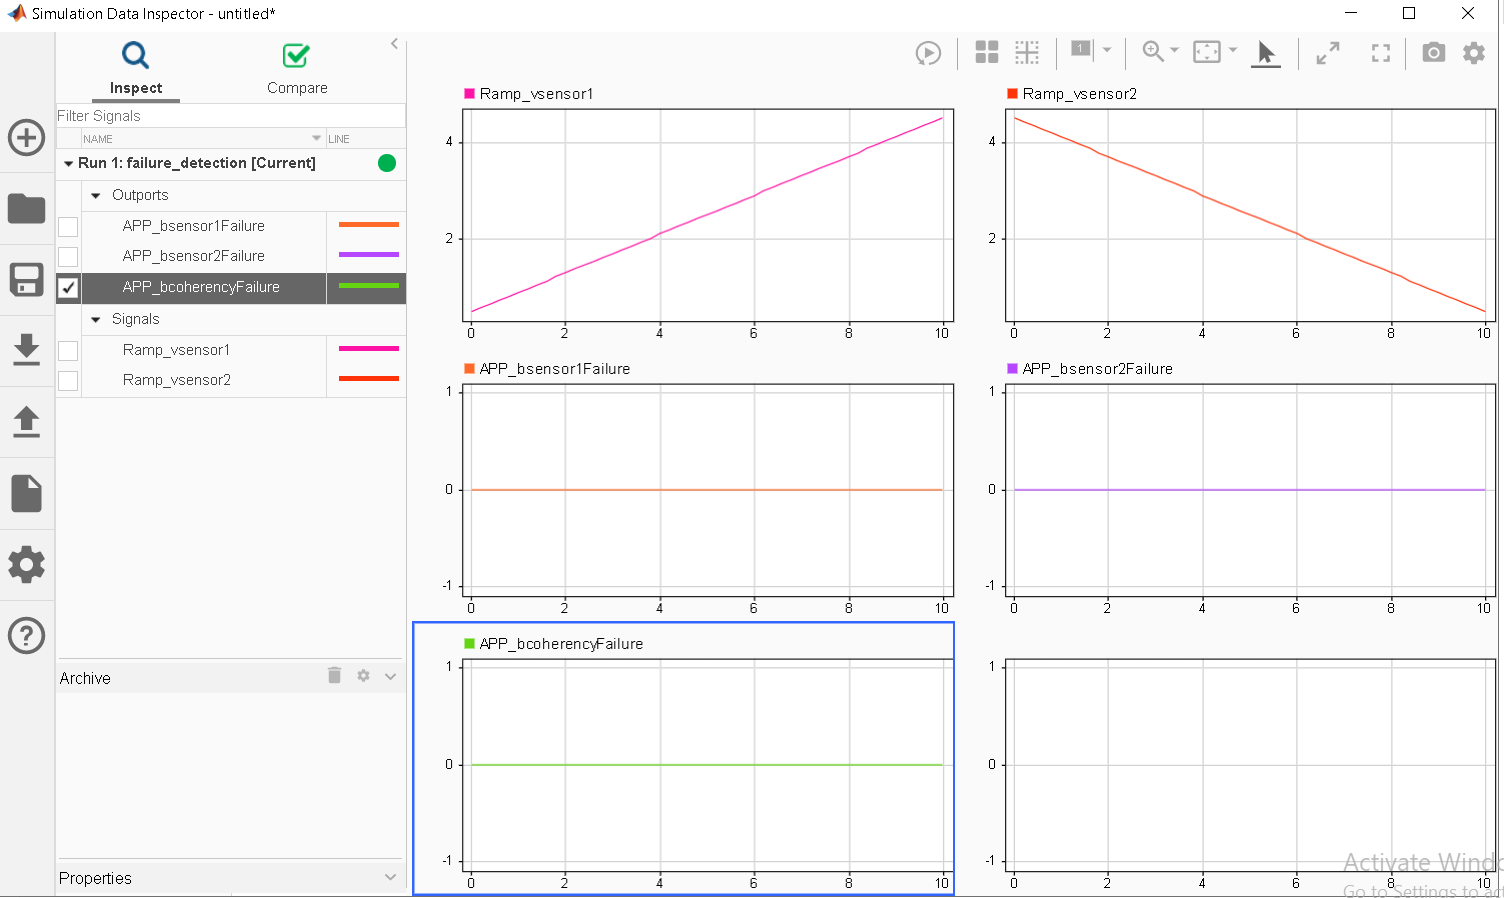 Simulation Data Inspector - untitled*
Inspect
Compare
Filter Signals
NAME
LINE
Run 1: failure_detection [Current]
Outports
APP_bsensor1Failure
APP_bsensor2Failure
APP_bcoherencyFailure
Signals
Ramp_vsensor1
Ramp_vsensor2
Archive
Properties
1
Ramp_vsensor1
4
2
0 2 4 6 8 10
Ramp_vsensor2
4
2
0 2 4 6 8 10
APP_bsensor1Failure
1
0
-1
0 2 4 6 8 10
APP_bsensor2Failure
1
0
-1
0 2 4 6 8 10
APP_bcoherencyFailure
1
0
-1
0 2 4 6 8 10
1
0
-1
0 2 4 6 8 10
Activate Windo
Go to Settings to act